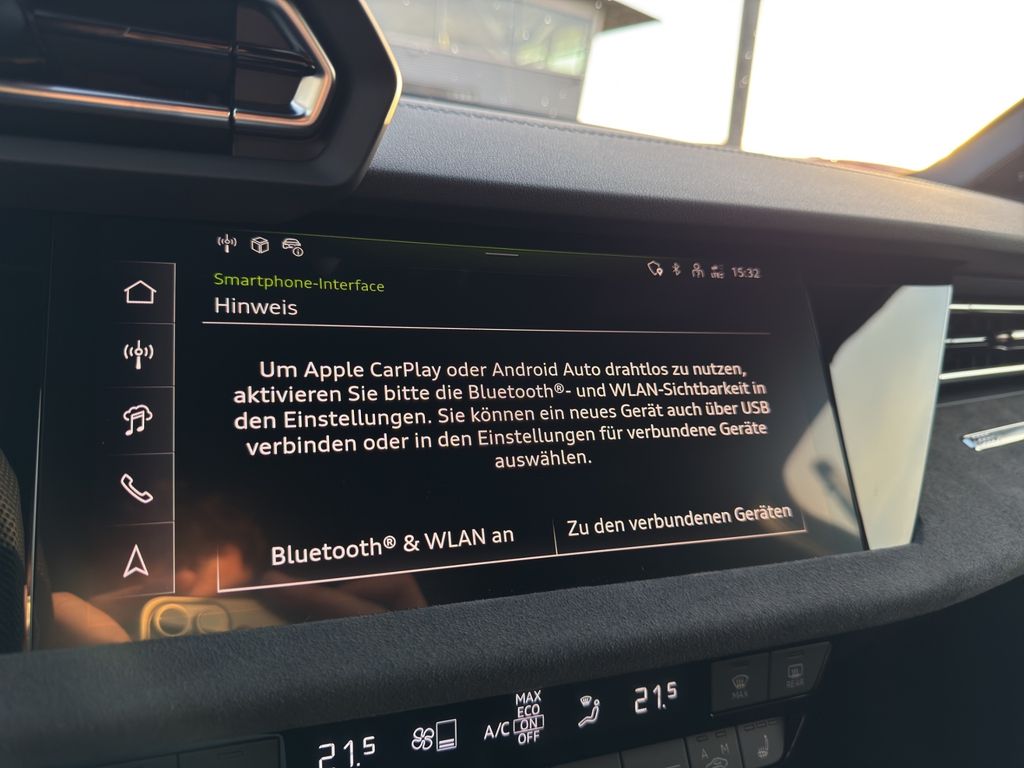 15:32
Smartphone-Interface
Hinweis
Um Apple CarPlay oder Android Auto drahtlos zu nutzen,
aktivieren Sie bitte die Bluetooth®- und WLAN-Sichtbarkeit in
den Einstellungen. Sie können ein neues Gerät auch über USB
verbinden oder in den Einstellungen für verbundene Geräte
auswählen.
Bluetooth® & WLAN an
Zu den verbundenen Geräten
21.5
A/C
MAX
ECO
ON
OFF
21.5
MAX
REAR
A M